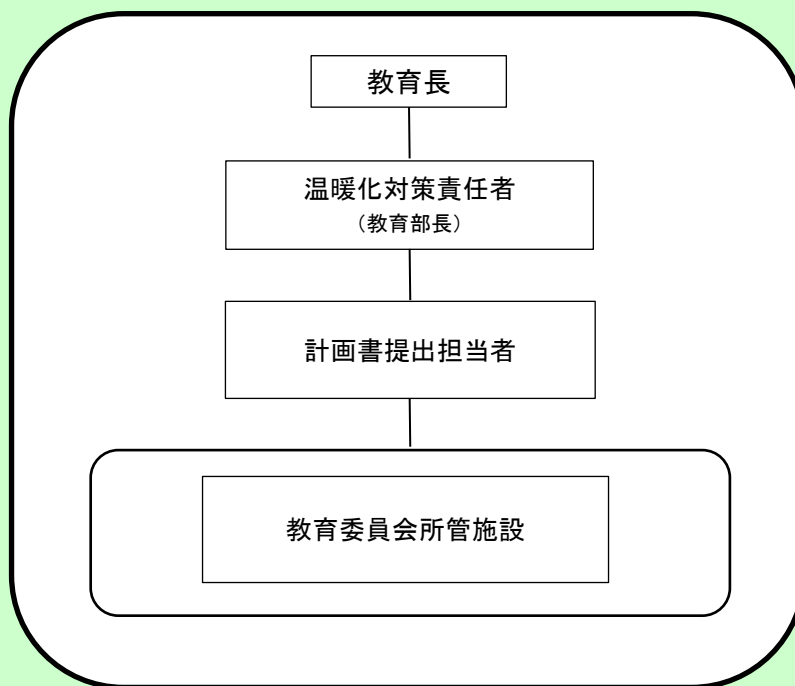 教育長
温暖化対策責任者
（教育部長）
計画書提出担当者
教育委員会所管施設